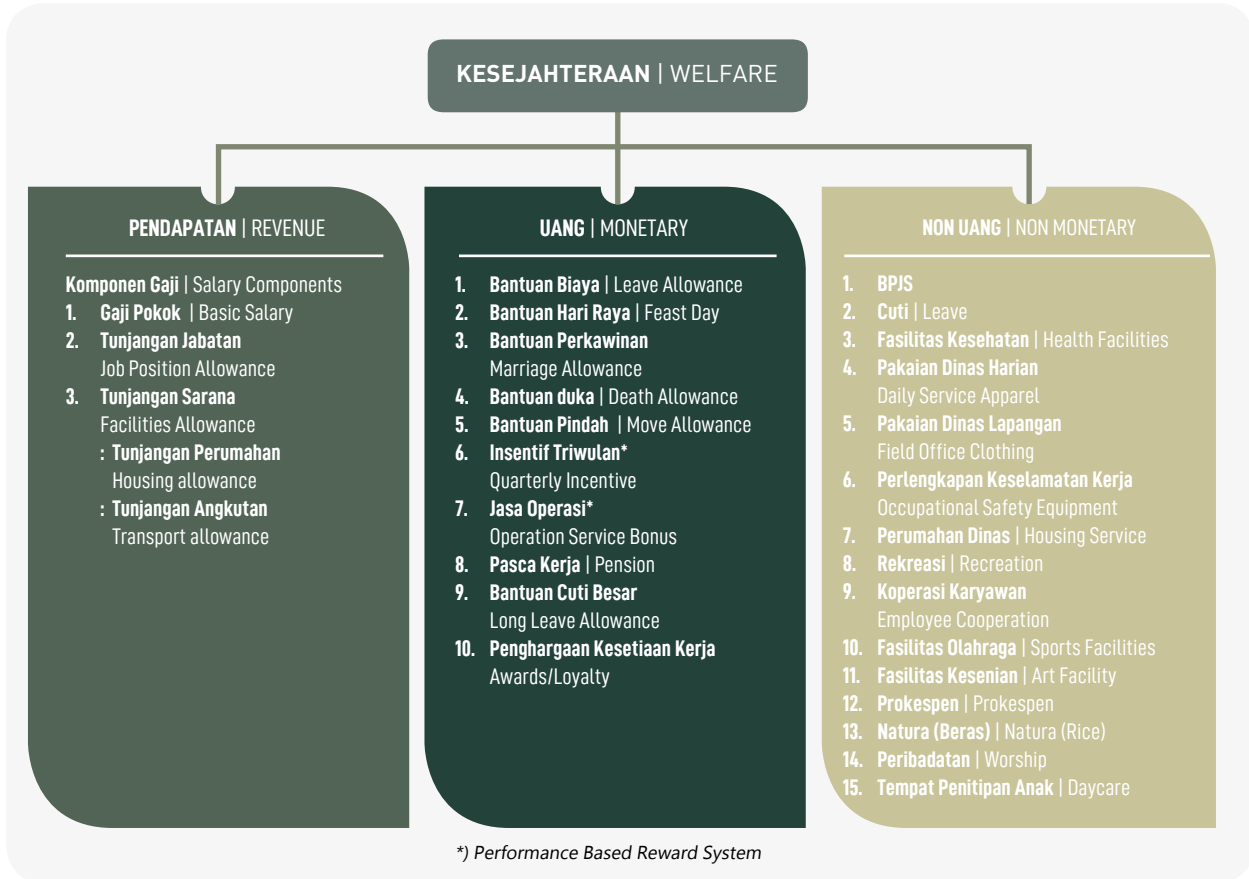 KESEJAHTERAAN | WELFARE
PENDAPATAN | REVENUE
Komponen Gaji | Salary Components
1. Gaji Pokok | Basic Salary
2. Tunjangan Jabatan
Job Position Allowance
3. Tunjangan Sarana
Facilities Allowance
: Tunjangan Perumahan
Housing allowance
: Tunjangan Angkutan
Transport allowance
UANG | MONETARY
1. Bantuan Biaya | Leave Allowance
2. Bantuan Hari Raya | Feast Day
3. Bantuan Perkawinan
Marriage Allowance
4. Bantuan duka | Death Allowance
5. Bantuan Pindah | Move Allowance
6. Insentif Triwulan*
Quarterly Incentive
7. Jasa Operasi*
Operation Service Bonus
8. Pasca Kerja | Pension
9. Bantuan Cuti Besar
Long Leave Allowance
10. Penghargaan Kesetiaan Kerja
Awards/Loyalty
NON UANG | NON MONETARY
1. BPJS
2. Cuti | Leave
3. Fasilitas Kesehatan | Health Facilities
4. Pakaian Dinas Harian
Daily Service Apparel
5. Pakaian Dinas Lapangan
Field Office Clothing
6. Perlengkapan Keselamatan Kerja
Occupational Safety Equipment
7. Perumahan Dinas | Housing Service
8. Rekreasi | Recreation
9. Koperasi Karyawan
Employee Cooperation
10. Fasilitas Olahraga | Sports Facilities
11. Fasilitas Kesenian | Art Facility
12. Prokespen | Prokespen
13. Natura (Beras) | Natura (Rice)
14. Peribadatan | Worship
15. Tempat Penitipan Anak | Daycare
*) Performance Based Reward System